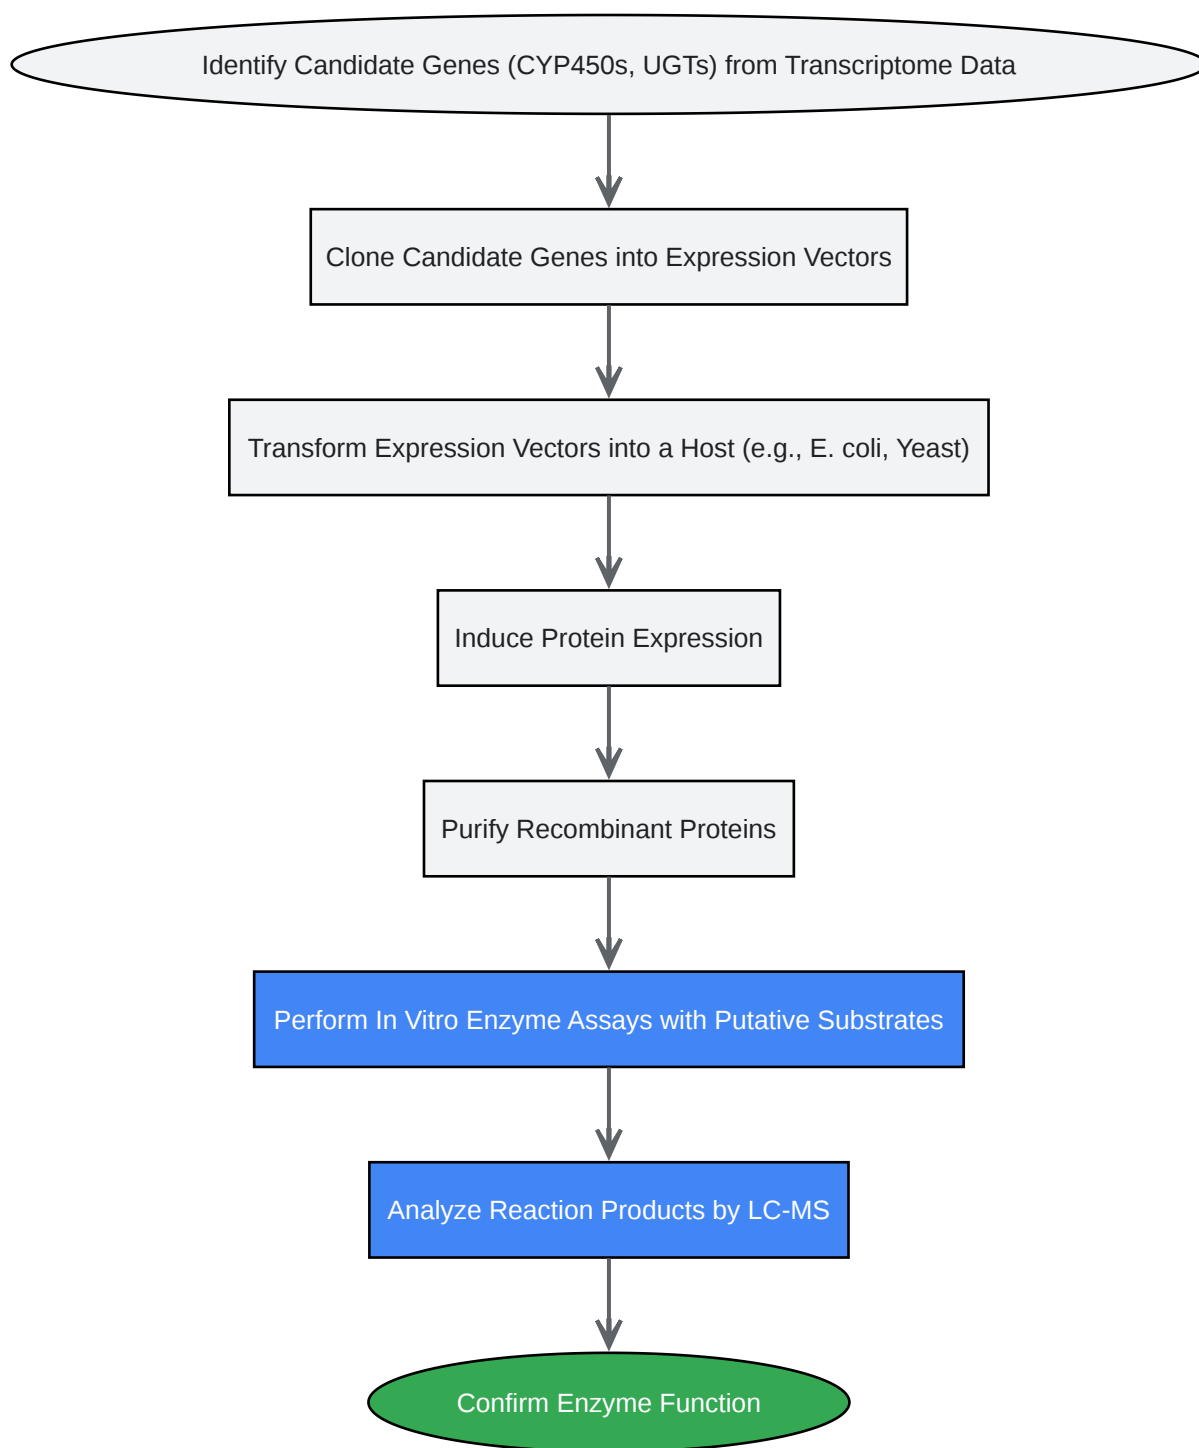 Identify Candidate Genes (CYP450s, UGTs) from Transcriptome Data
Clone Candidate Genes into Expression Vectors
Transform Expression Vectors into a Host (e.g., E. coli, Yeast)
Induce Protein Expression
Purify Recombinant Proteins
Perform In Vitro Enzyme Assays with Putative Substrates
Analyze Reaction Products by LC-MS
Confirm Enzyme Function